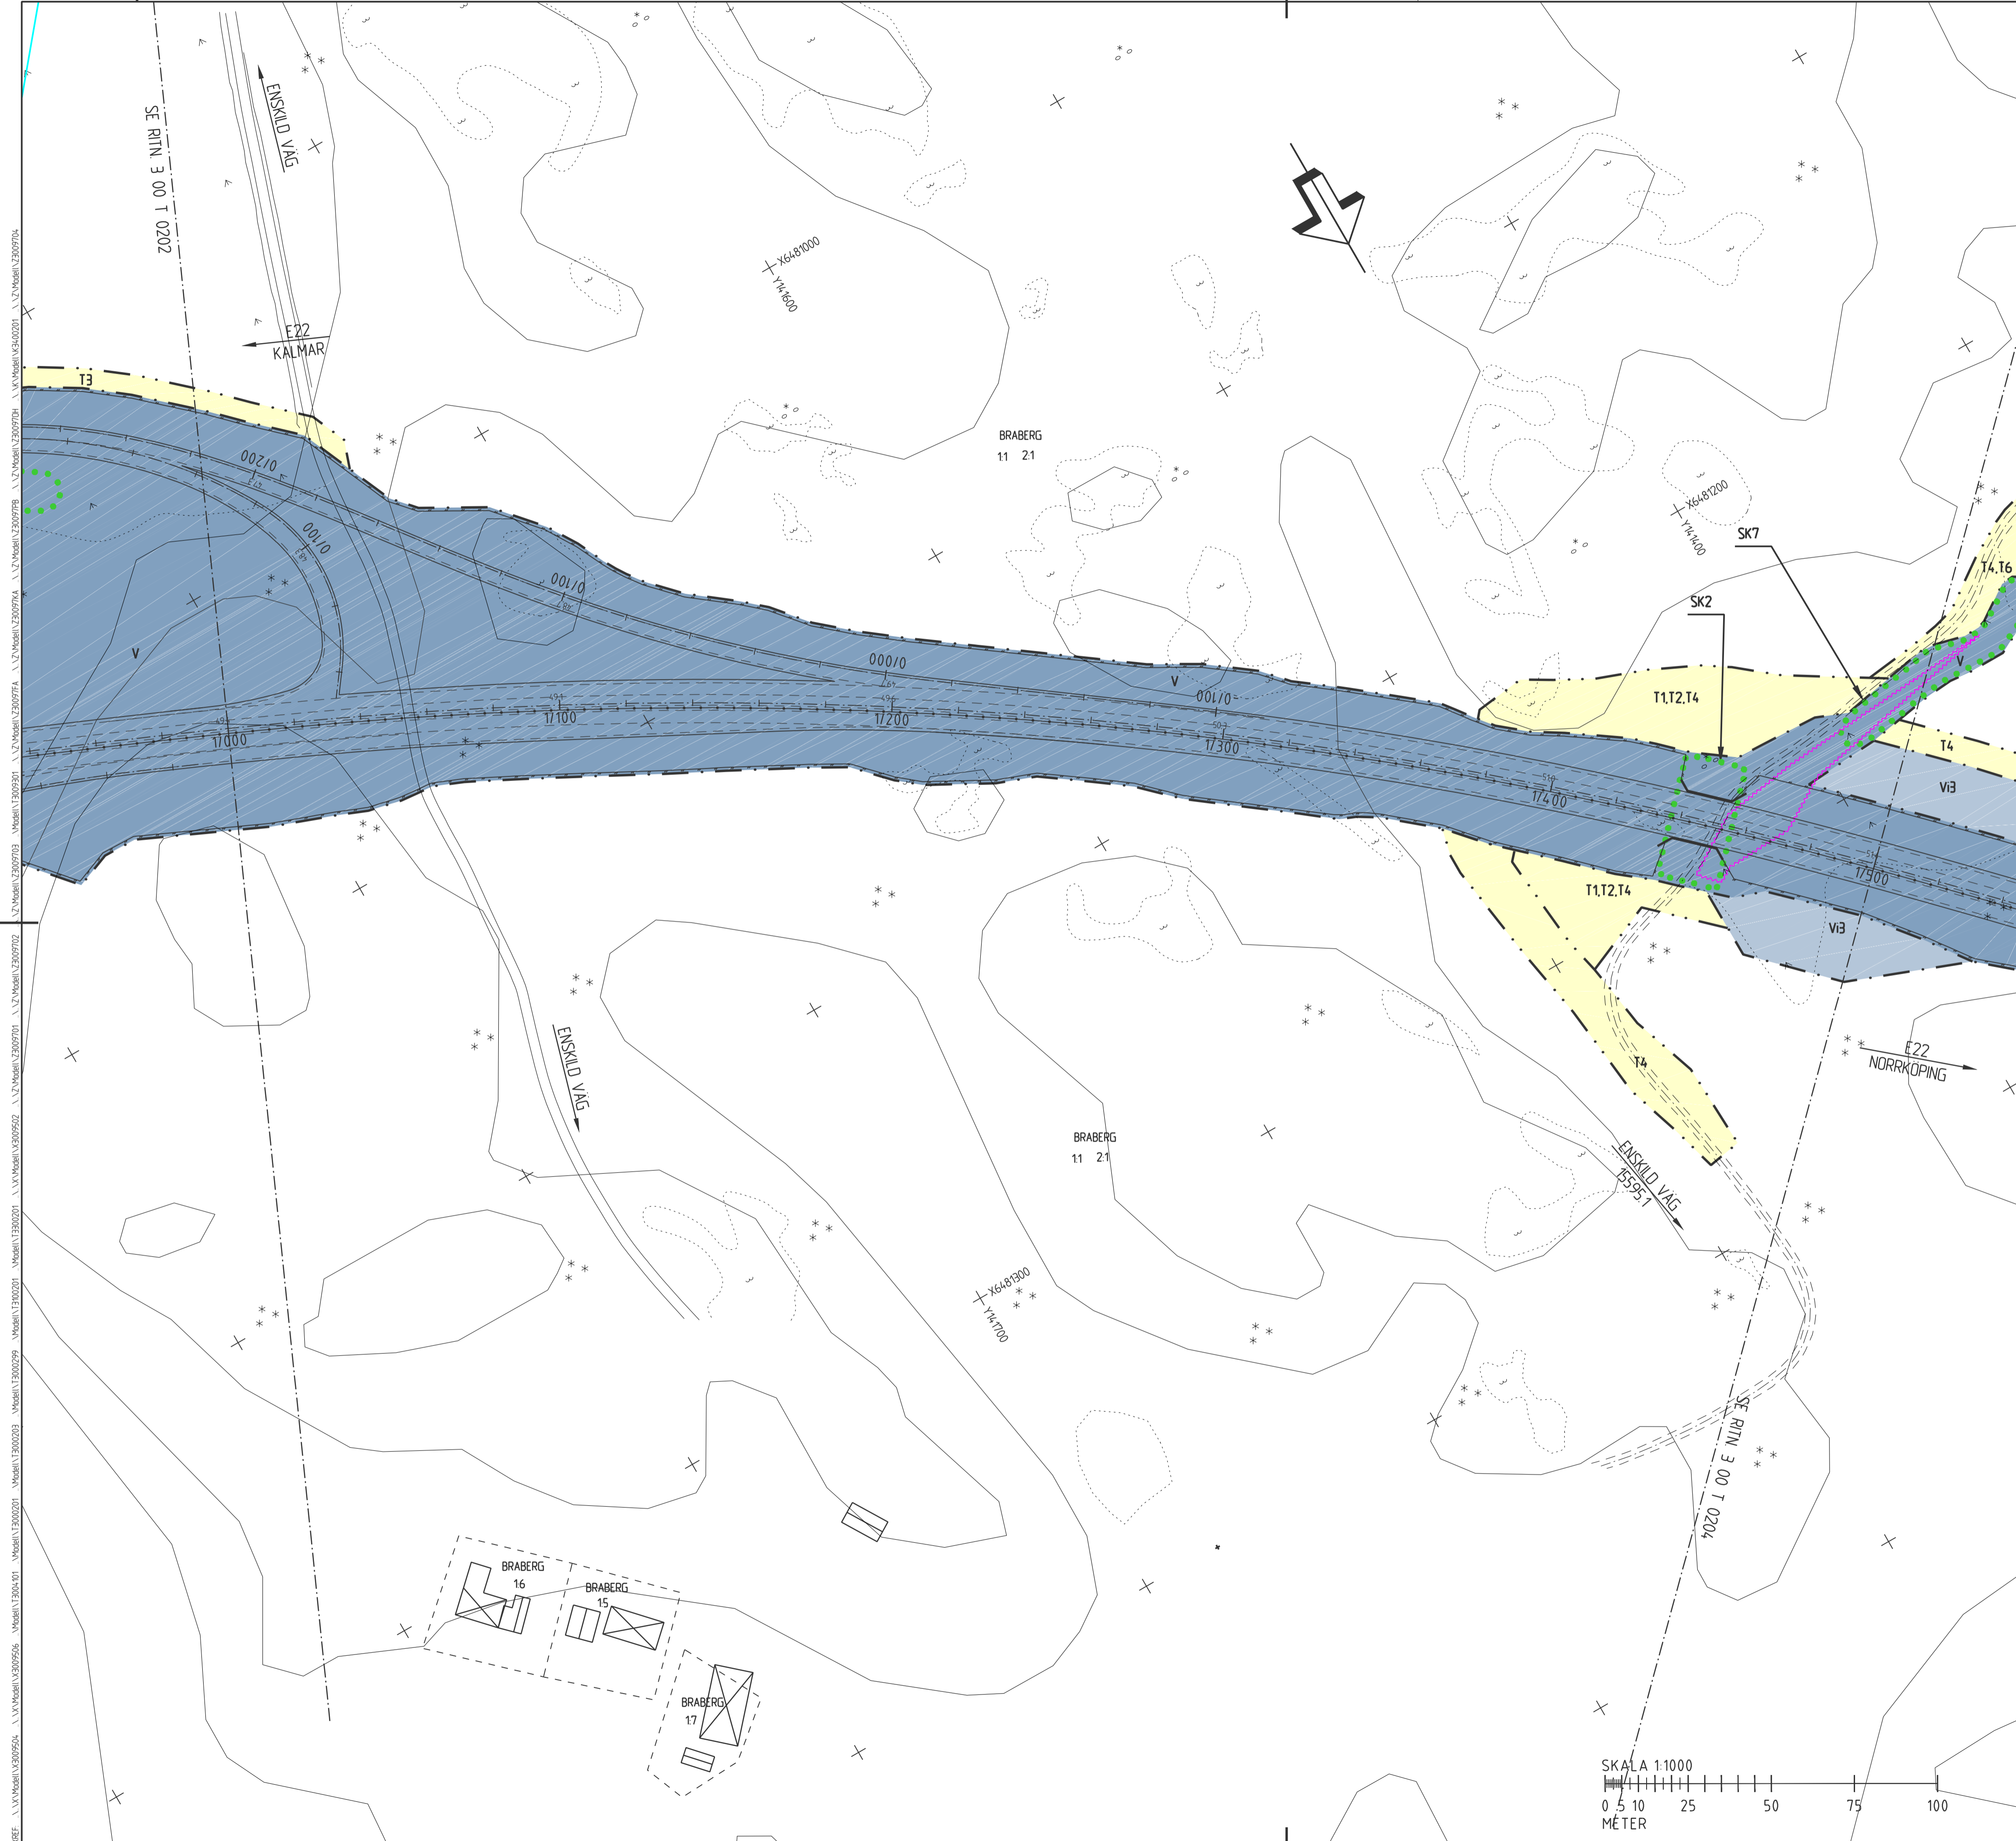 SE RITN. 3 00 T 0202
ENSKILD VÄG
E22
KALMAR
X6481000
Y141600
BRABERG
1:1 2:1
X6481200
Y141400
SK7
SK2
T3
T4,T6
T1,T2,T4
T4
Vi3
V
V
V
0/200
0/100
0/100
0/000
-0/100
1/000
1/100
1/200
1/300
1/400
1/500
T1,T2,T4
Vi3
T4
E22
NORRKÖPING
ENSKILD VÄG
BRABERG
1:1 2:1
ENSKILD VÄG
15595.1
X6481300
Y141700
SE RITN. 3 00 T 0204
BRABERG
1:6
BRABERG
1:5
BRABERG
1:7
SKALA 1:1000
0 5 10 25 50 75 100
METER